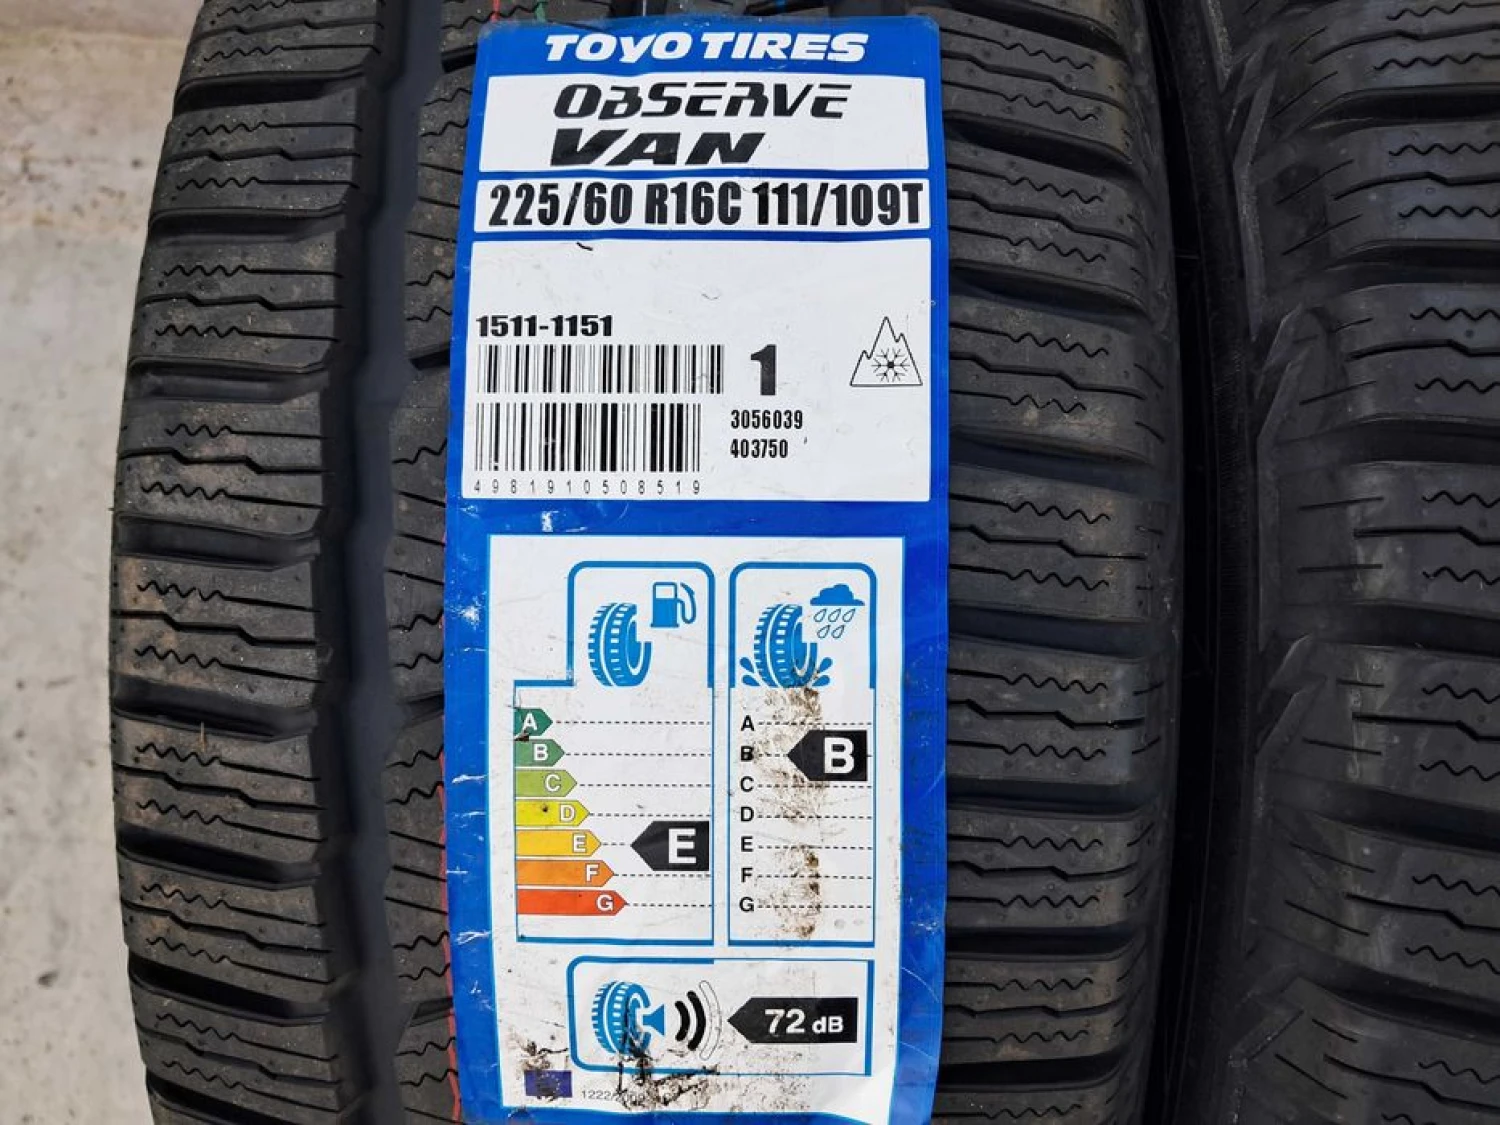 TOYO TIRES
OBSERVE
VAN
225/60 R16C 111/109T
1511-1151
1
3056039
403750
4981910508519
A
B
C
D
E
F
G
E
A
B
C
D
E
F
G
B
72 dB